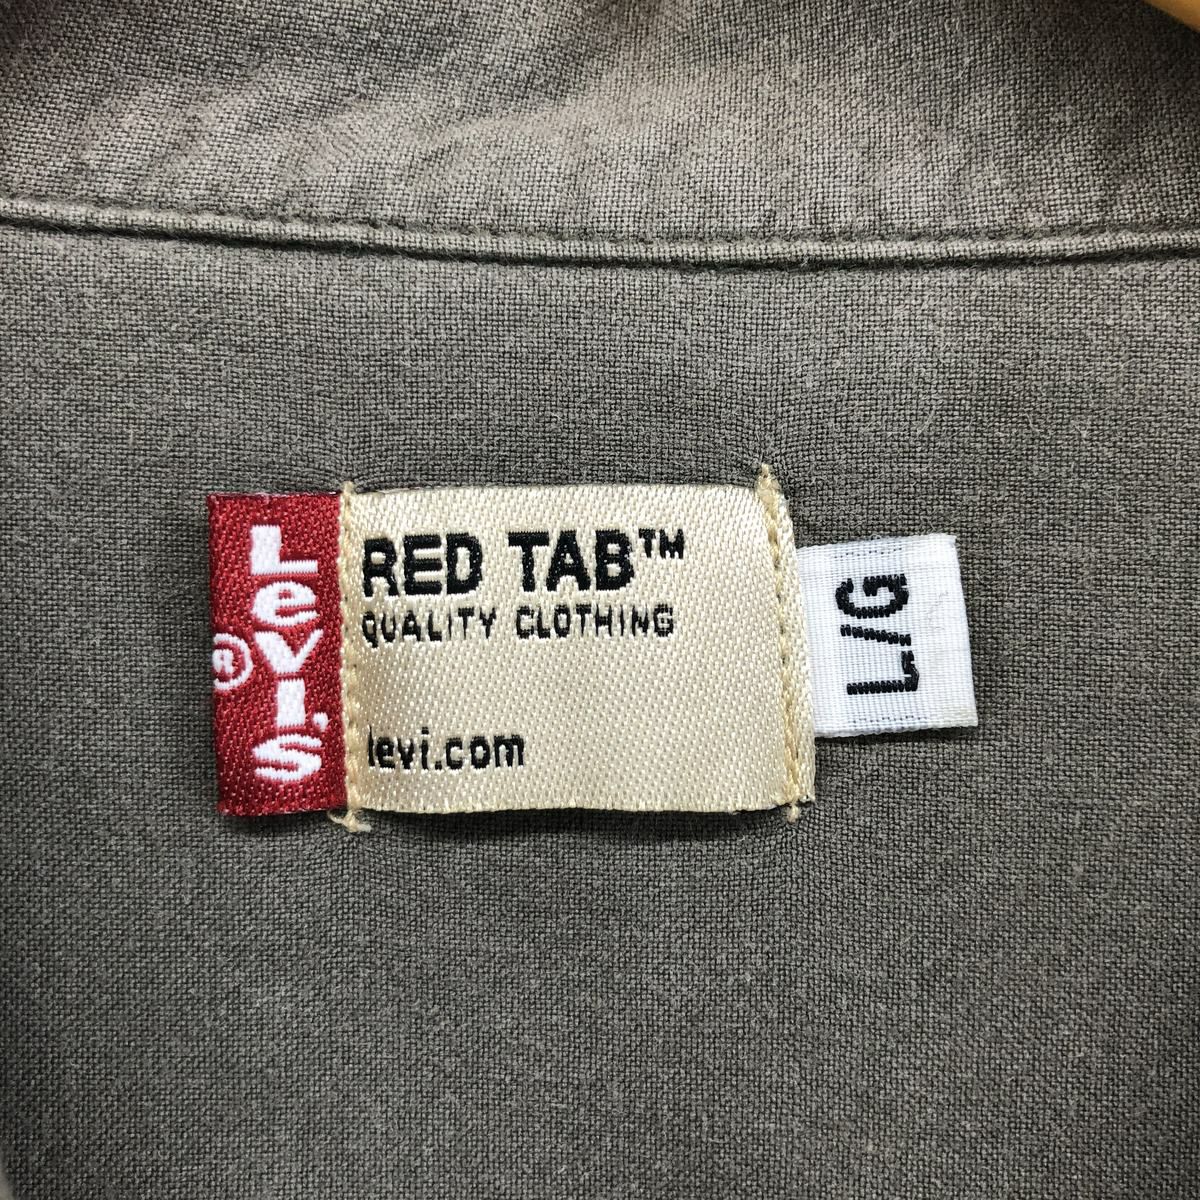 LeVI'S
®
RED TAB™
QUALITY CLOTHING
levi.com
L/G